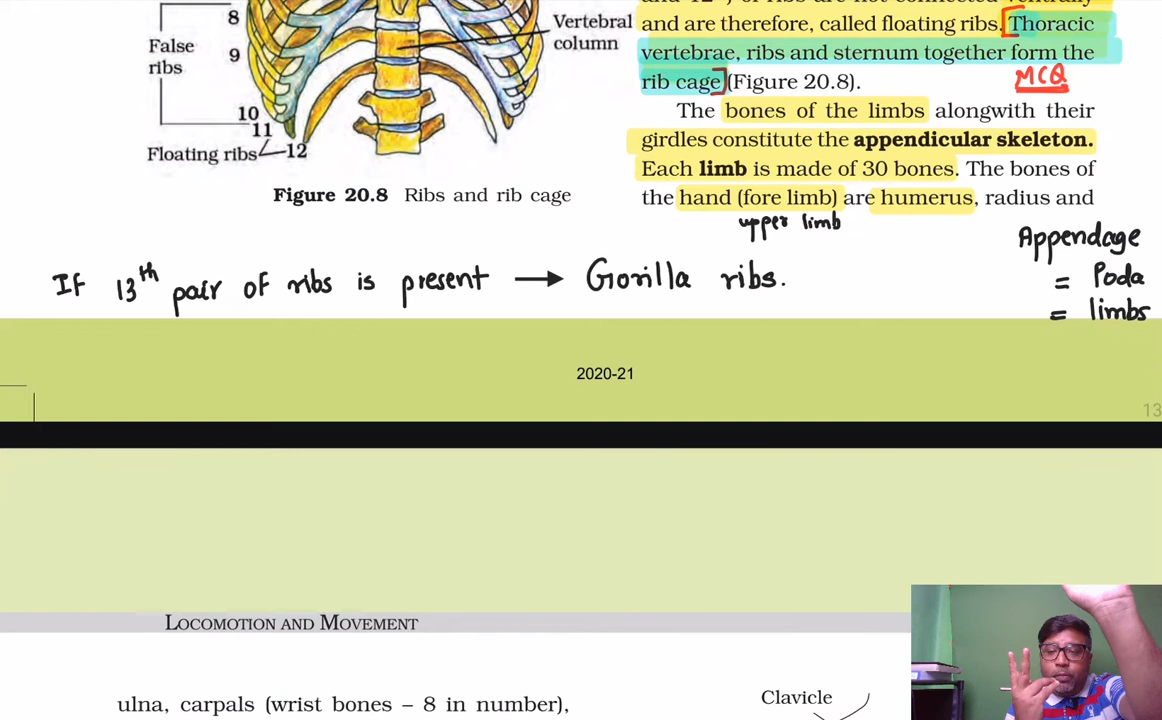 8
False
ribs
9
10
11
12
Floating ribs
Vertebral
column
Figure 20.8 Ribs and rib cage
and are therefore, called floating ribs. Thoracic
vertebrae, ribs and sternum together form the
rib cage (Figure 20.8).
MCQ
The bones of the limbs alongwith their
girdles constitute the appendicular skeleton.
Each limb is made of 30 bones. The bones of
the hand (fore limb) are humerus, radius and
upper limb
Appendage
= Poda
= limbs
If 13th pair of ribs is present → Gorilla ribs.
2020-21
13
LOCOMOTION AND MOVEMENT
ulna, carpals (wrist bones – 8 in number),
Clavicle